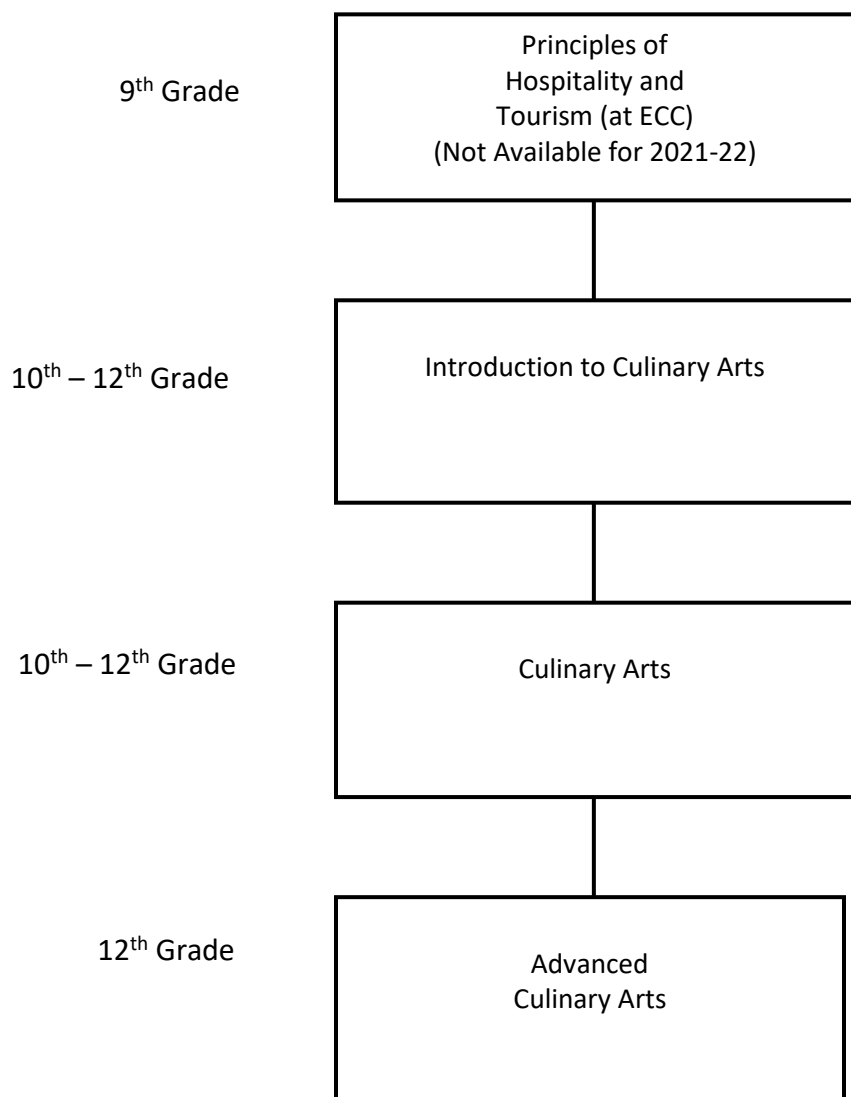 9th Grade
Principles of
Hospitality and
Tourism (at ECC)
(Not Available for 2021-22)
10th – 12th Grade
Introduction to Culinary Arts
10th – 12th Grade
Culinary Arts
12th Grade
Advanced
Culinary Arts